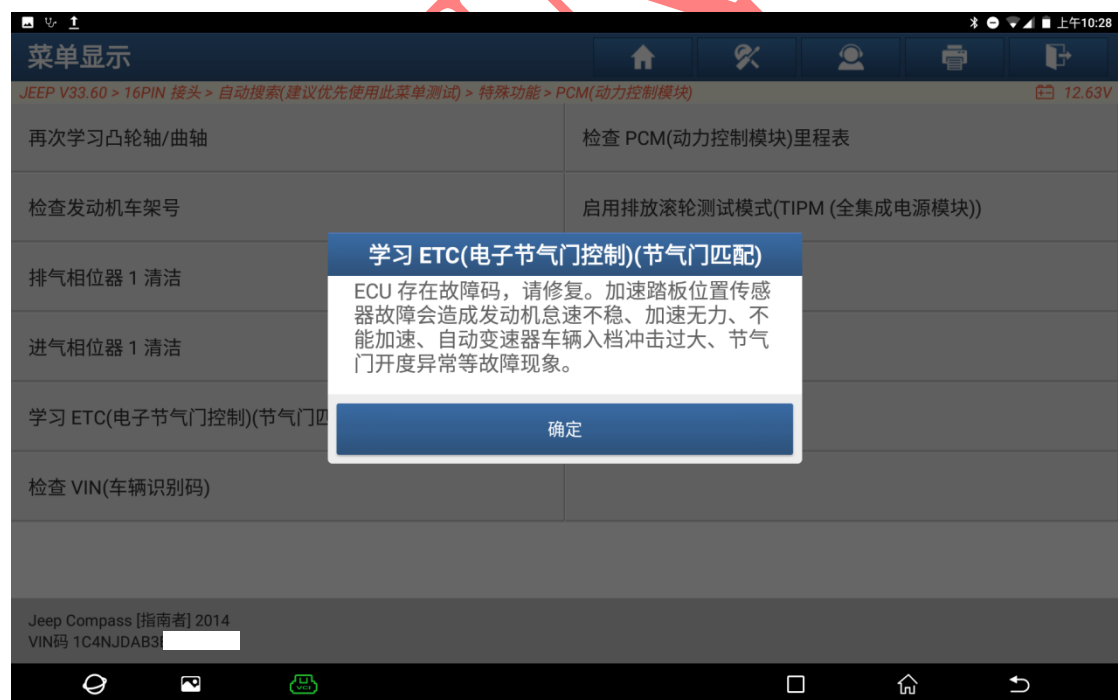 上午10:28
菜单显示
JEEP V33.60 > 16PIN 接头 > 自动搜索(建议优先使用此菜单测试) > 特殊功能 > PCM(动力控制模块)
12.63V
再次学习凸轮轴/曲轴
检查 PCM(动力控制模块)里程表
检查发动机车架号
启用排放滚轮测试模式(TIPM (全集成电源模块))
排气相位器 1 清洁
进气相位器 1 清洁
学习 ETC(电子节气门控制)(节气门匹
检查 VIN(车辆识别码)
学习 ETC(电子节气门控制)(节气门匹配)
ECU 存在故障码，请修复。加速踏板位置传感
器故障会造成发动机怠速不稳、加速无力、不
能加速、自动变速器车辆入档冲击过大、节气
门开度异常等故障现象。
确定
Jeep Compass [指南者] 2014
VIN码 1C4NJDAB3
VCI